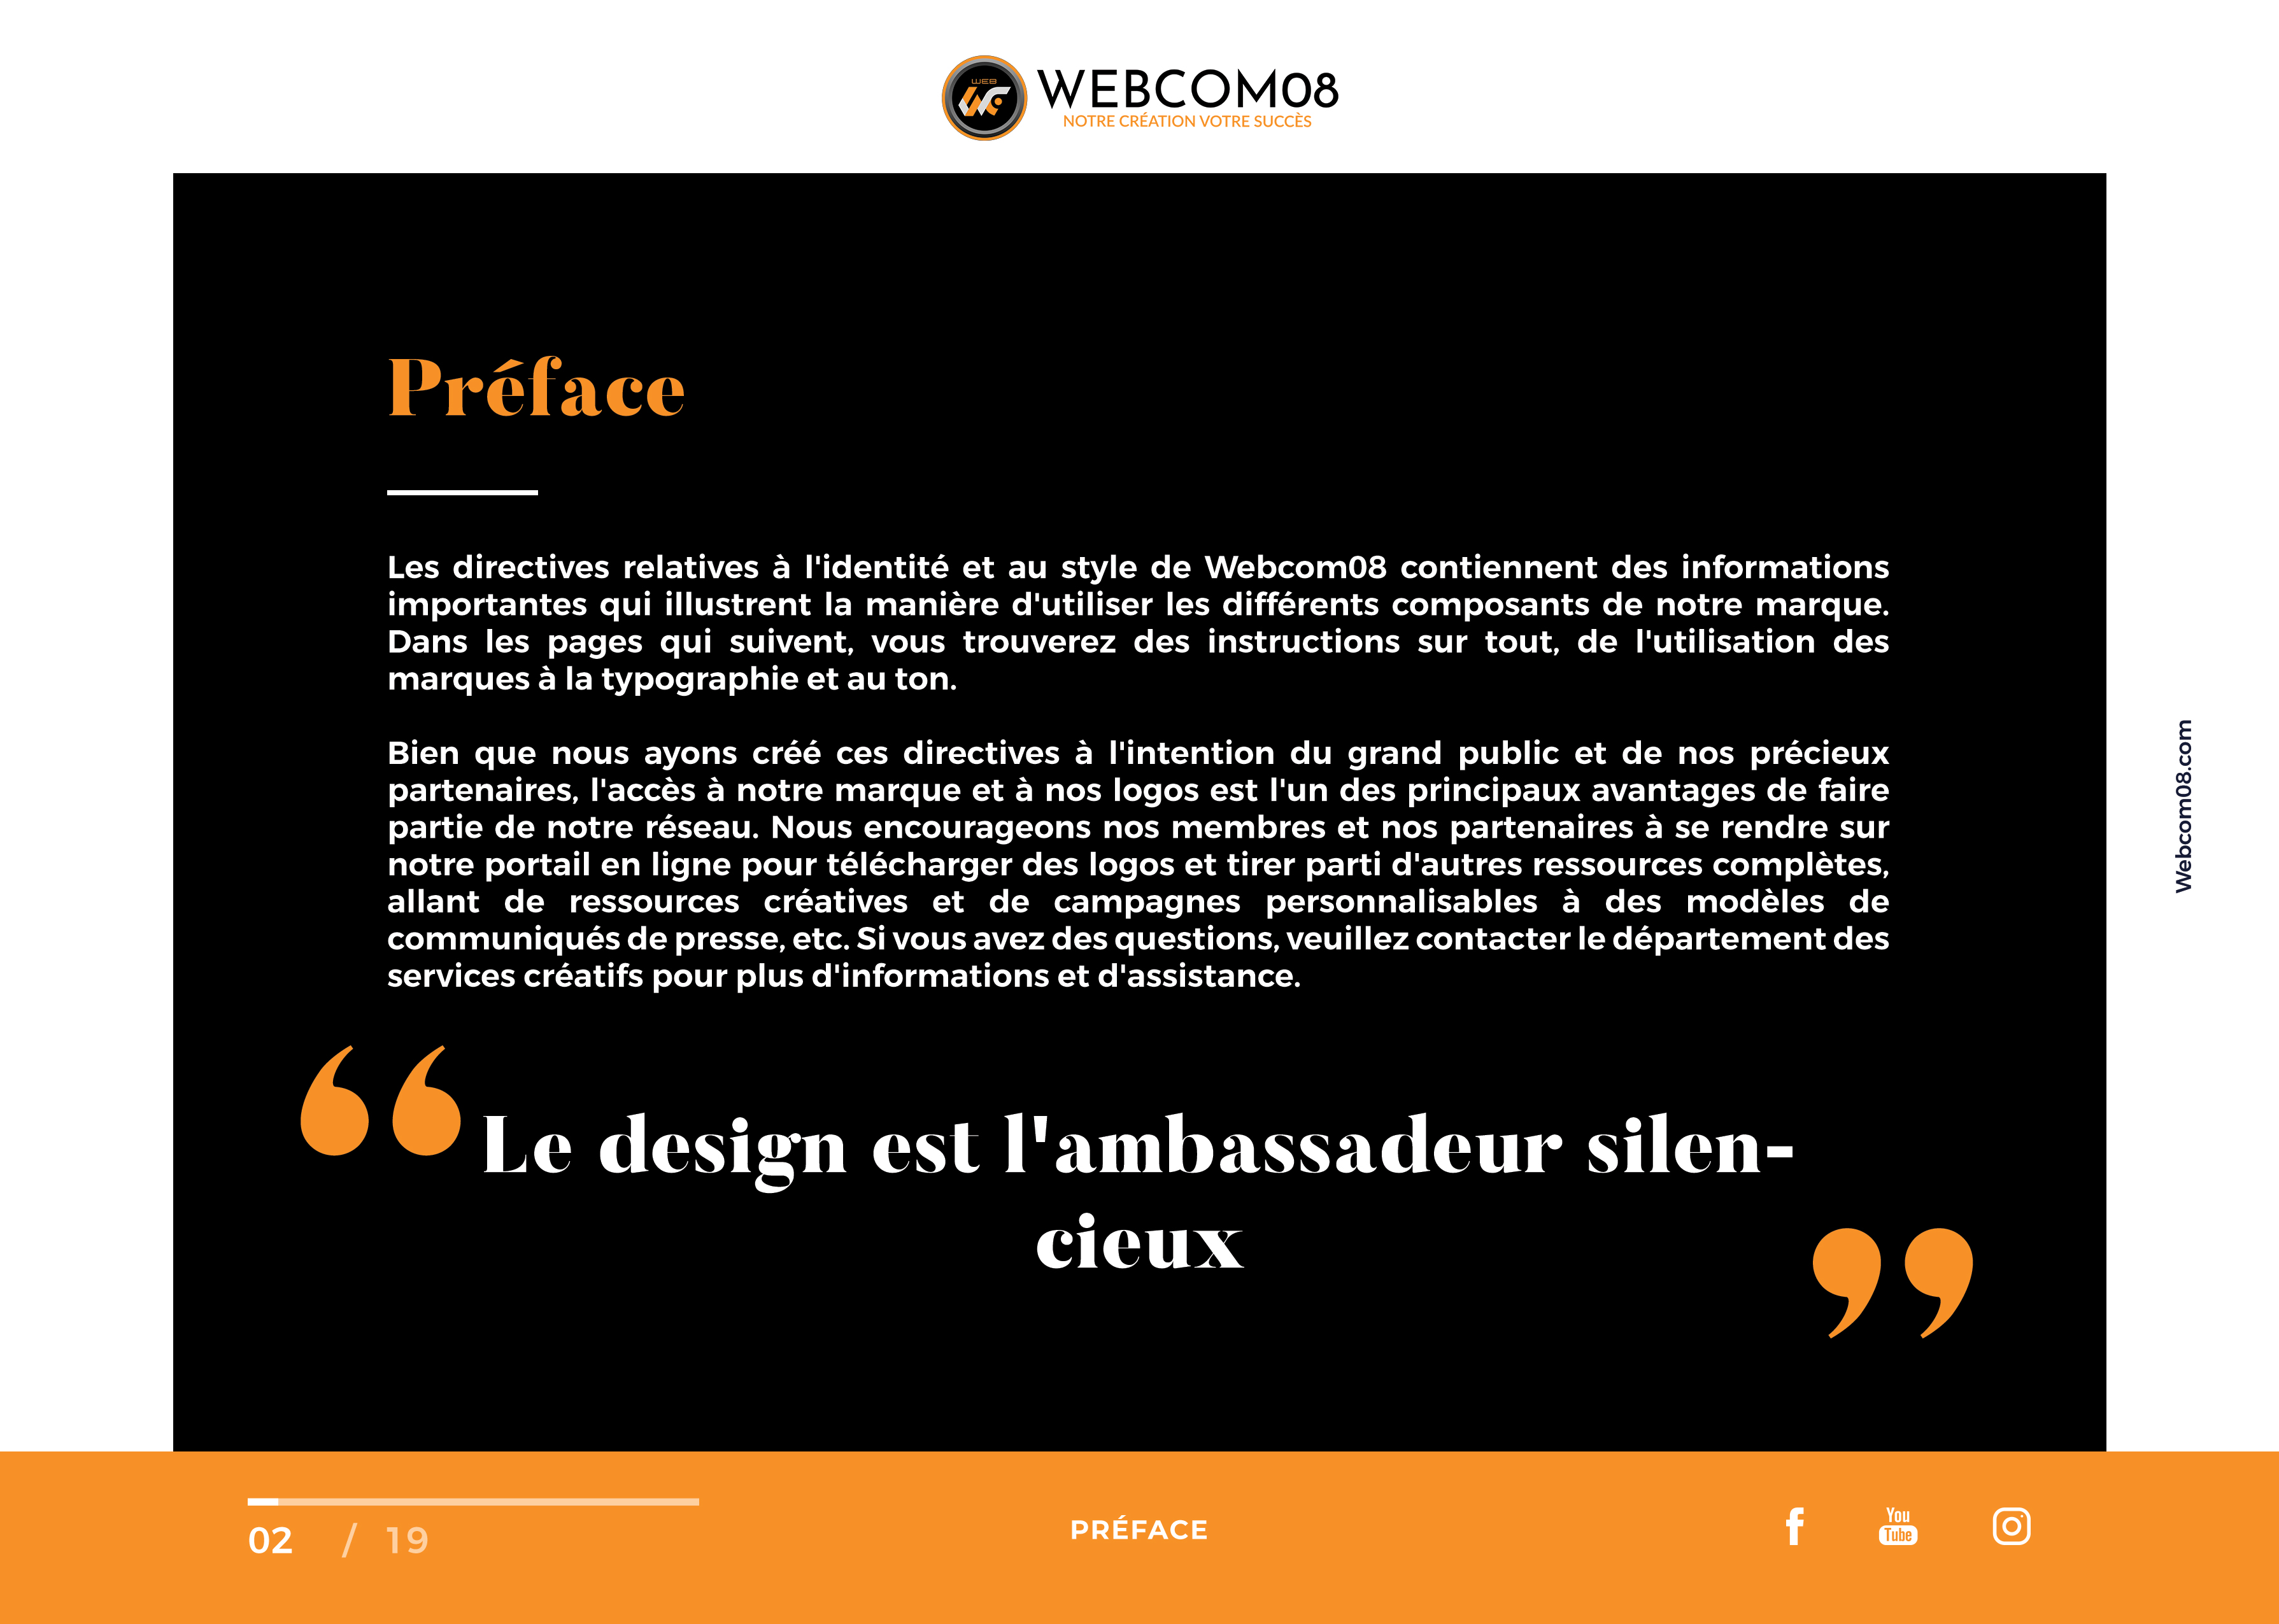 WEB
WEBCOM08
NOTRE CRÉATION VOTRE SUCCÈS
Préface
Les directives relatives à l'identité et au style de Webcom08 contiennent des informations
importantes qui illustrent la manière d'utiliser les différents composants de notre marque.
Dans les pages qui suivent, vous trouverez des instructions sur tout, de l'utilisation des
marques à la typographie et au ton.
Bien que nous ayons créé ces directives à l'intention du grand public et de nos précieux
partenaires, l'accès à notre marque et à nos logos est l'un des principaux avantages de faire
partie de notre réseau. Nous encourageons nos membres et nos partenaires à se rendre sur
notre portail en ligne pour télécharger des logos et tirer parti d'autres ressources complètes,
allant de ressources créatives et de campagnes personnalisables à des modèles de
communiqués de presse, etc. Si vous avez des questions, veuillez contacter le département des
services créatifs pour plus d'informations et d'assistance.
“Le design est l'ambassadeur silen-
cieux”
Webcom08.com
02 / 19
PRÉFACE
f
You
Tube